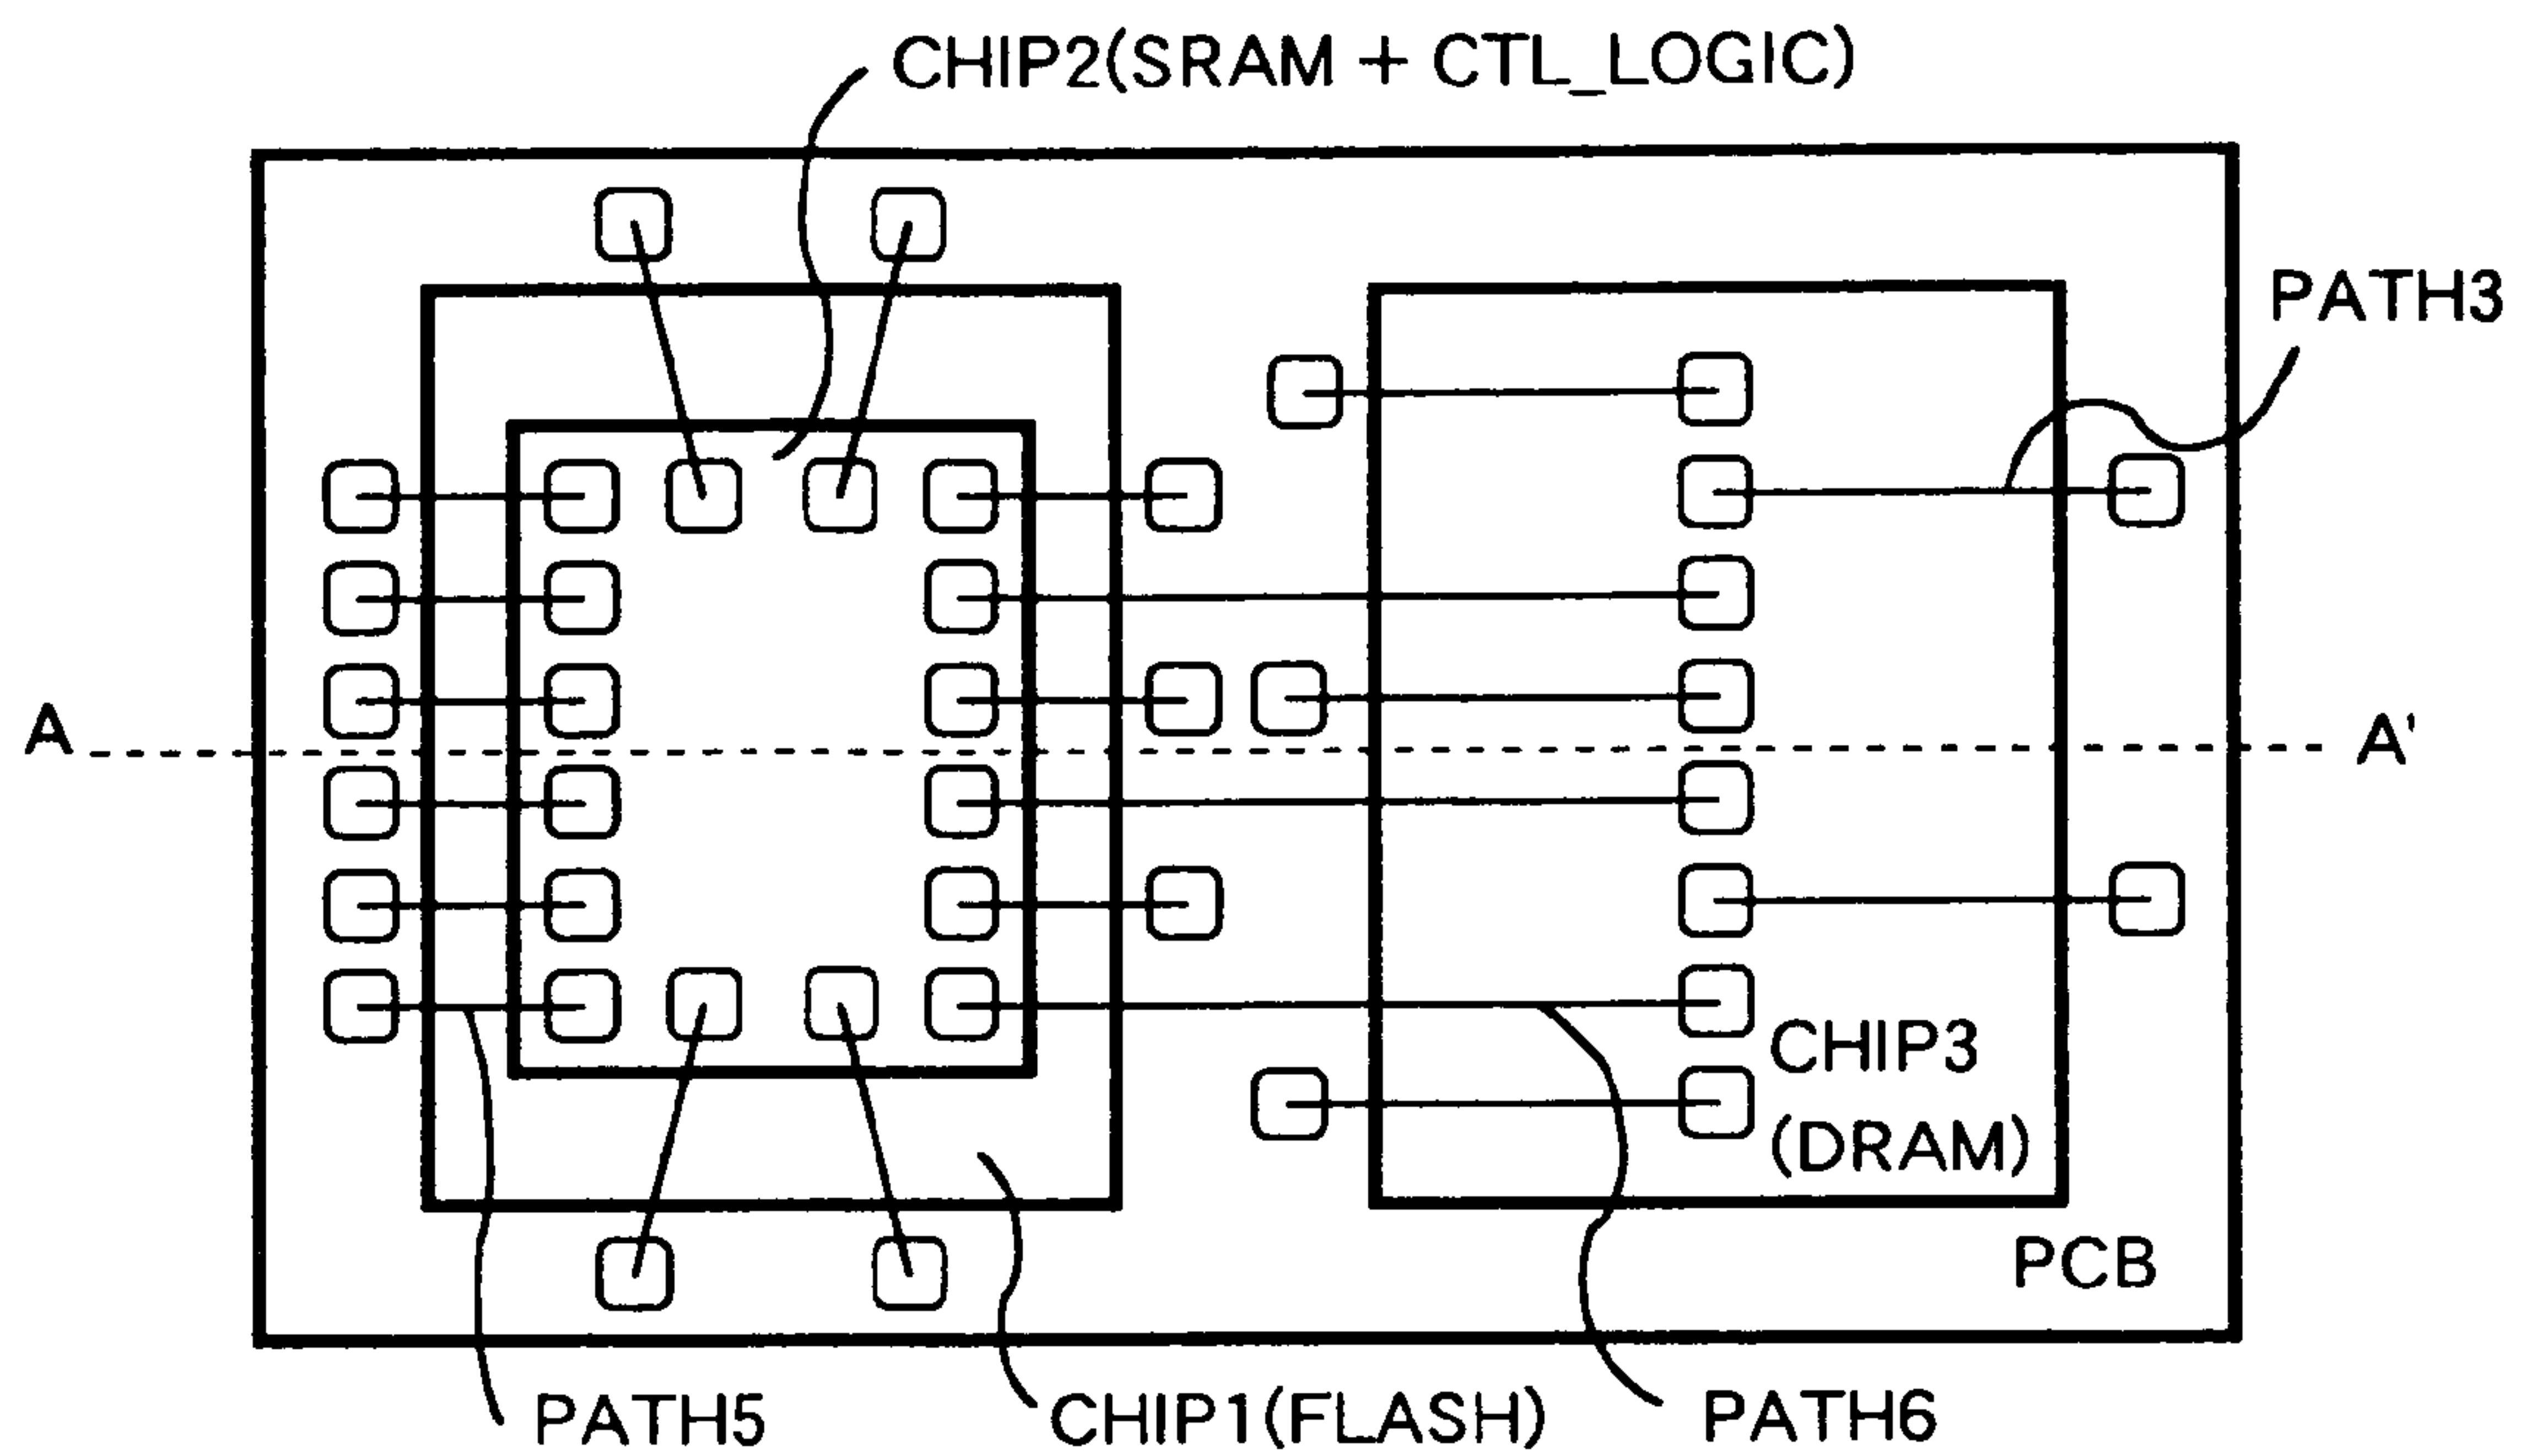 CHIP2(SRAM + CTL_LOGIC)
PATH3
A
A'
CHIP3
(DRAM)
PCB
PATH5
CHIP1(FLASH)
PATH6